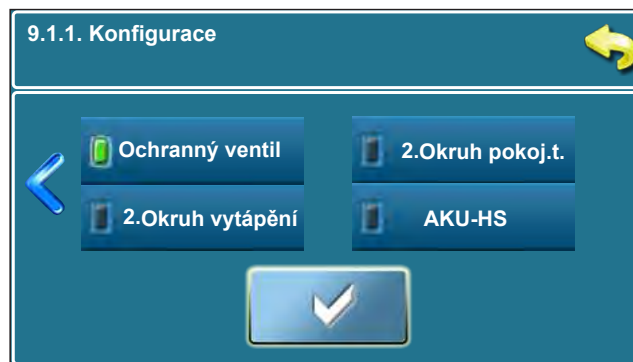 9.1.1. Konfigurace
Ochranný ventil
2.Okruh pokoj.t.
2.Okruh vytápění
AKU-HS